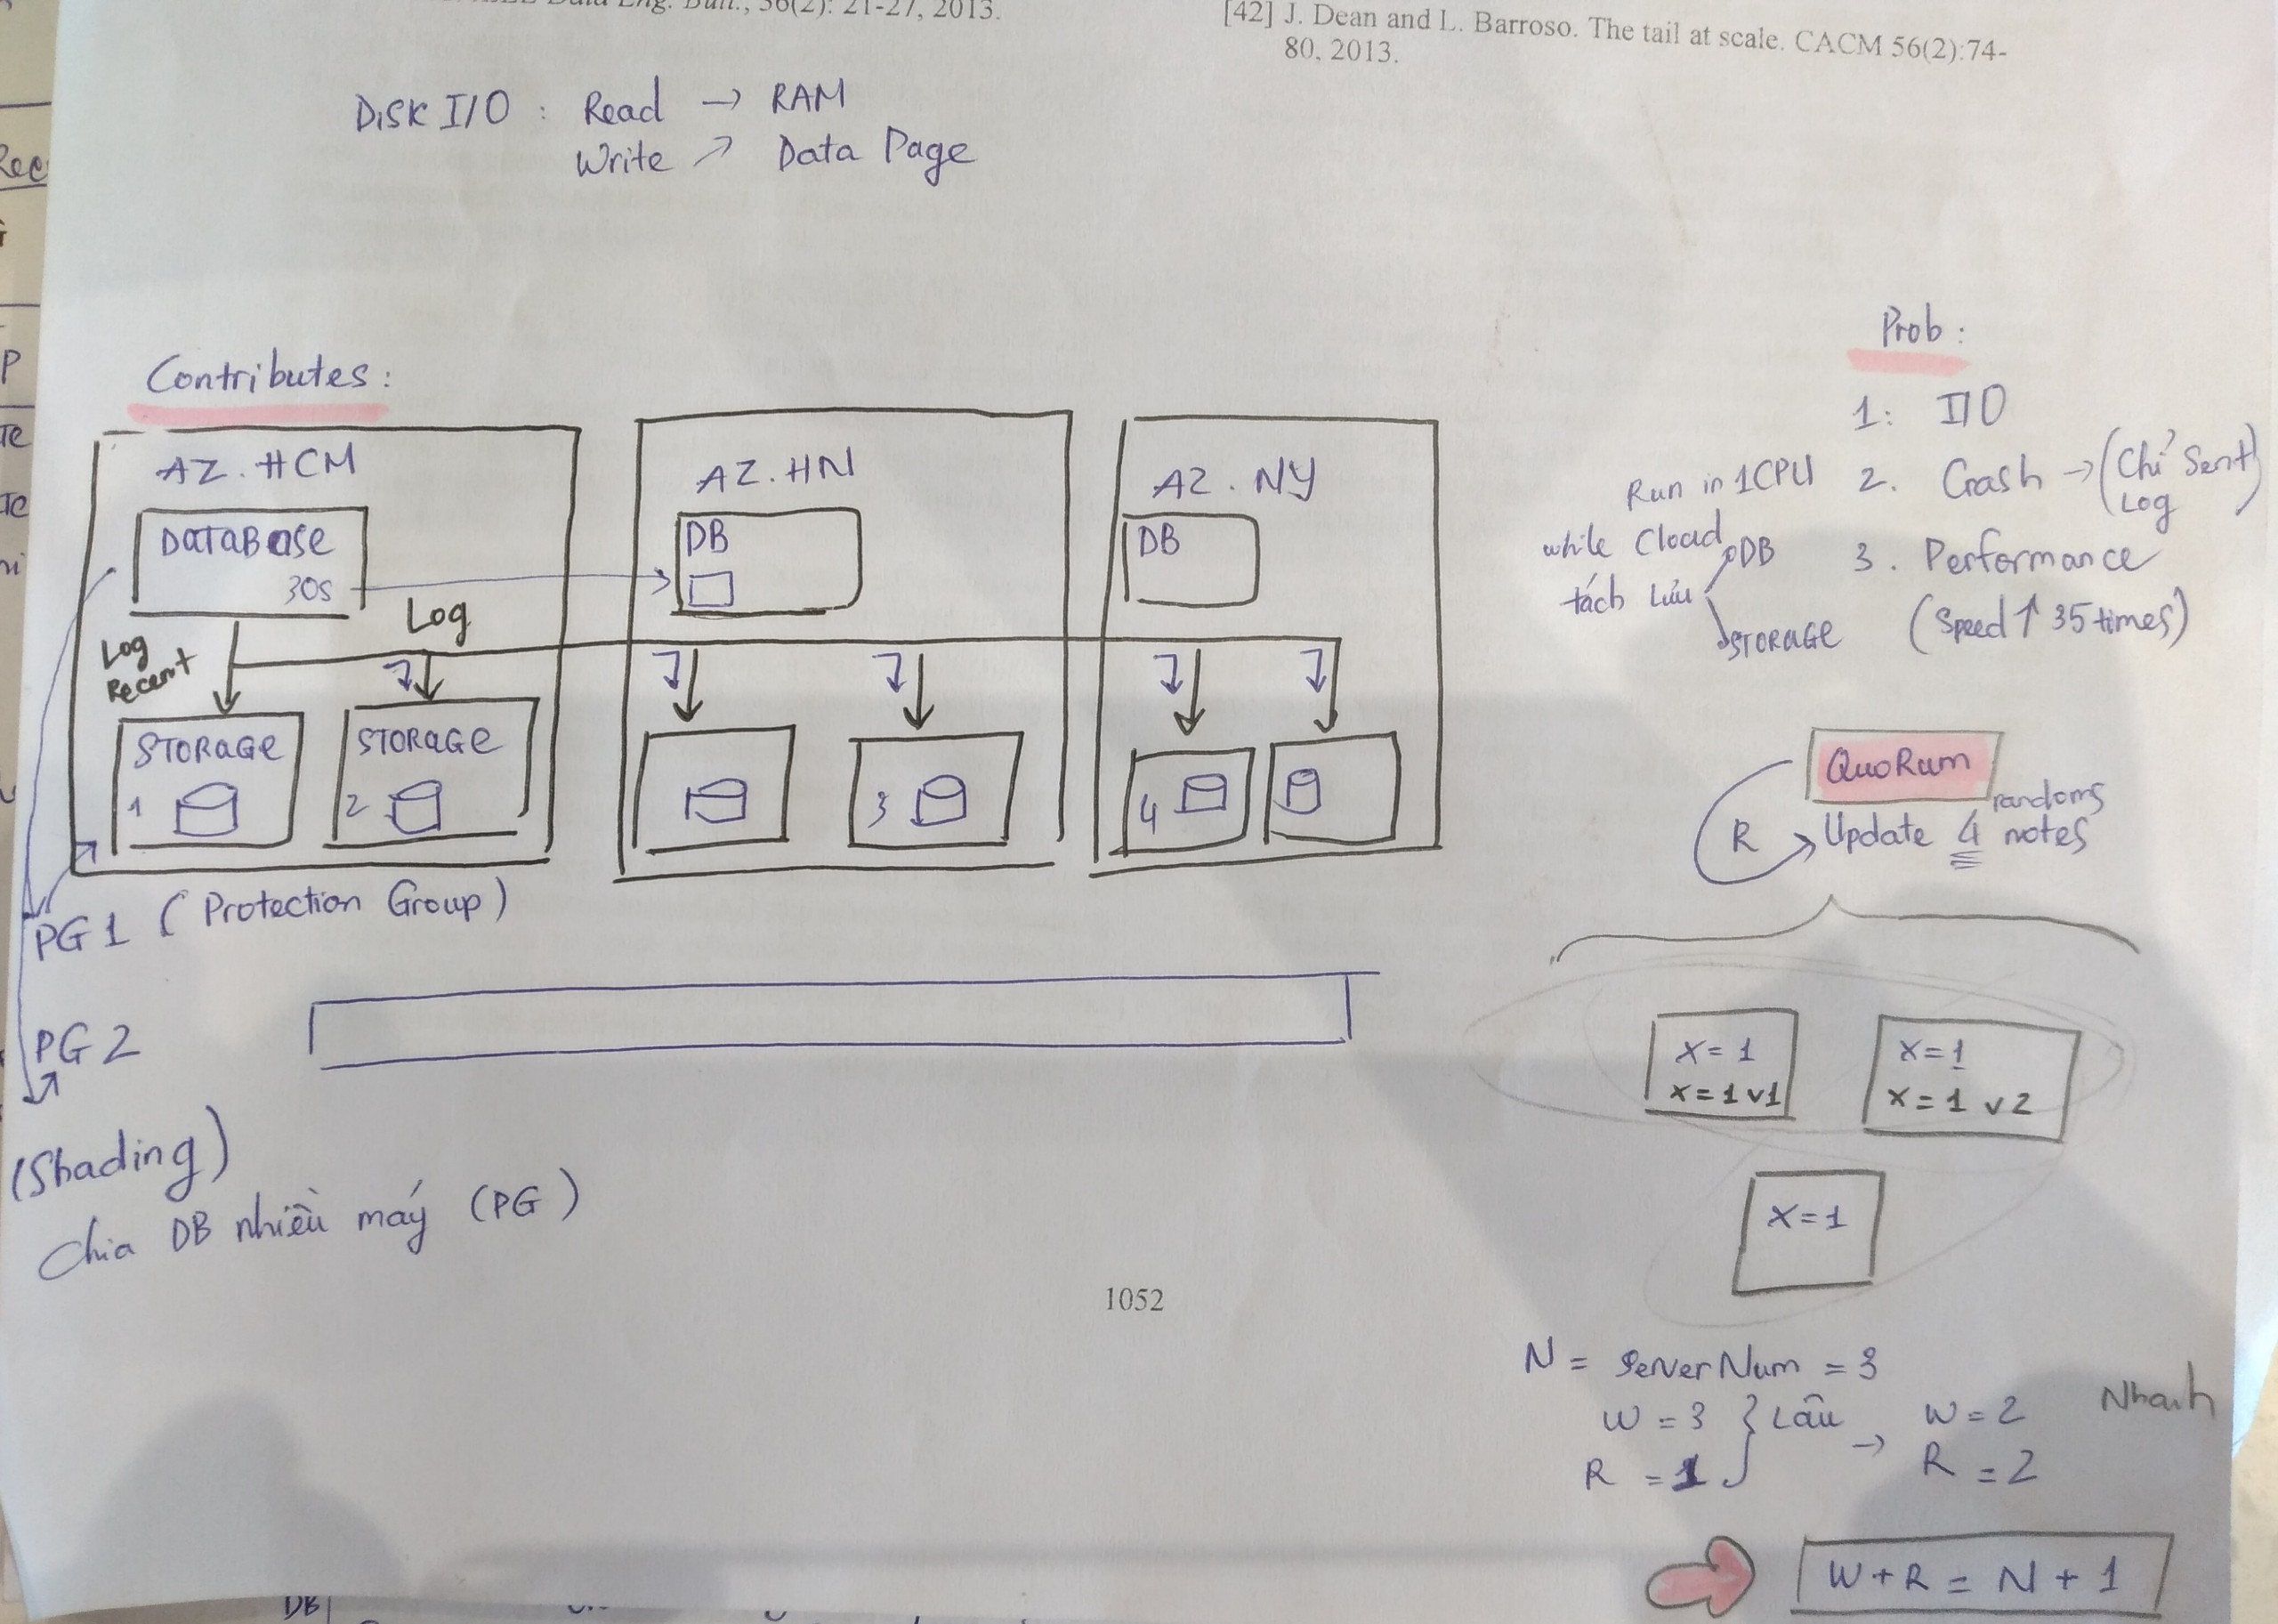 Data Eng. Bull., 36(2): 21-27, 2013.
[42] J. Dean and L. Barroso. The tail at scale. CACM 56(2):74-
80, 2013.
DISK I/O : Read → RAM
Write ↗ Data Page
Contributes:
AZ.HCM
DATABASE
30s
Log
Log
Recent
STORAGE
1
STORAGE
2
AZ.HN
DB
3
AZ.NY
DB
4
PG 1 (Protection Group)
PG 2
(Shading)
Chia DB nhiều máy (PG)
1052
Prob:
1: I/O
2. Crash → (Chỉ Sent
Log)
Run in 1CPU
while Cloud
tách lưu
DB
STORAGE
3. Performance
(Speed ↑ 35 times)
QuoRum
randoms
R → Update 4 notes
X=1
X=1 v1
X=1
X=1 v2
X=1
N = ServerNum = 3
W = 3 } Lâu → W = 2 Nhanh
R = 1 R = 2
W + R = N + 1
Rec
P
Te
Te
DB